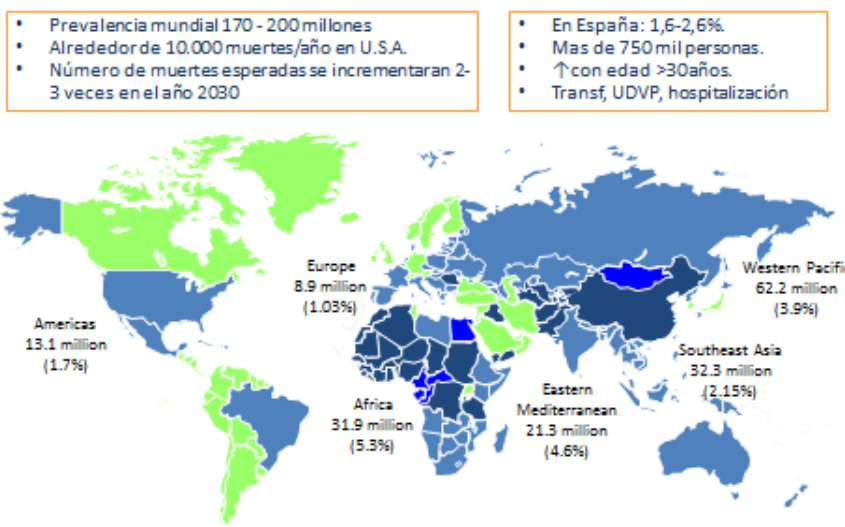 • Prevalencia mundial 170 - 200 millones
• Alrededor de 10.000 muertes/año en U.S.A.
• Número de muertes esperadas se incrementaran 2-
3 veces en el año 2030
• En España: 1,6-2,6%.
• Mas de 750 mil personas.
• ↑con edad >30años.
• Transf, UDVP, hospitalización
Europe
8.9 million
(1.03%)
Western Pacific
62.2 million
(3.9%)
Americas
13.1 million
(1.7%)
Southeast Asia
32.3 million
(2.15%)
Africa
31.9 million
(5.3%)
Eastern
Mediterranean
21.3 million
(4.6%)